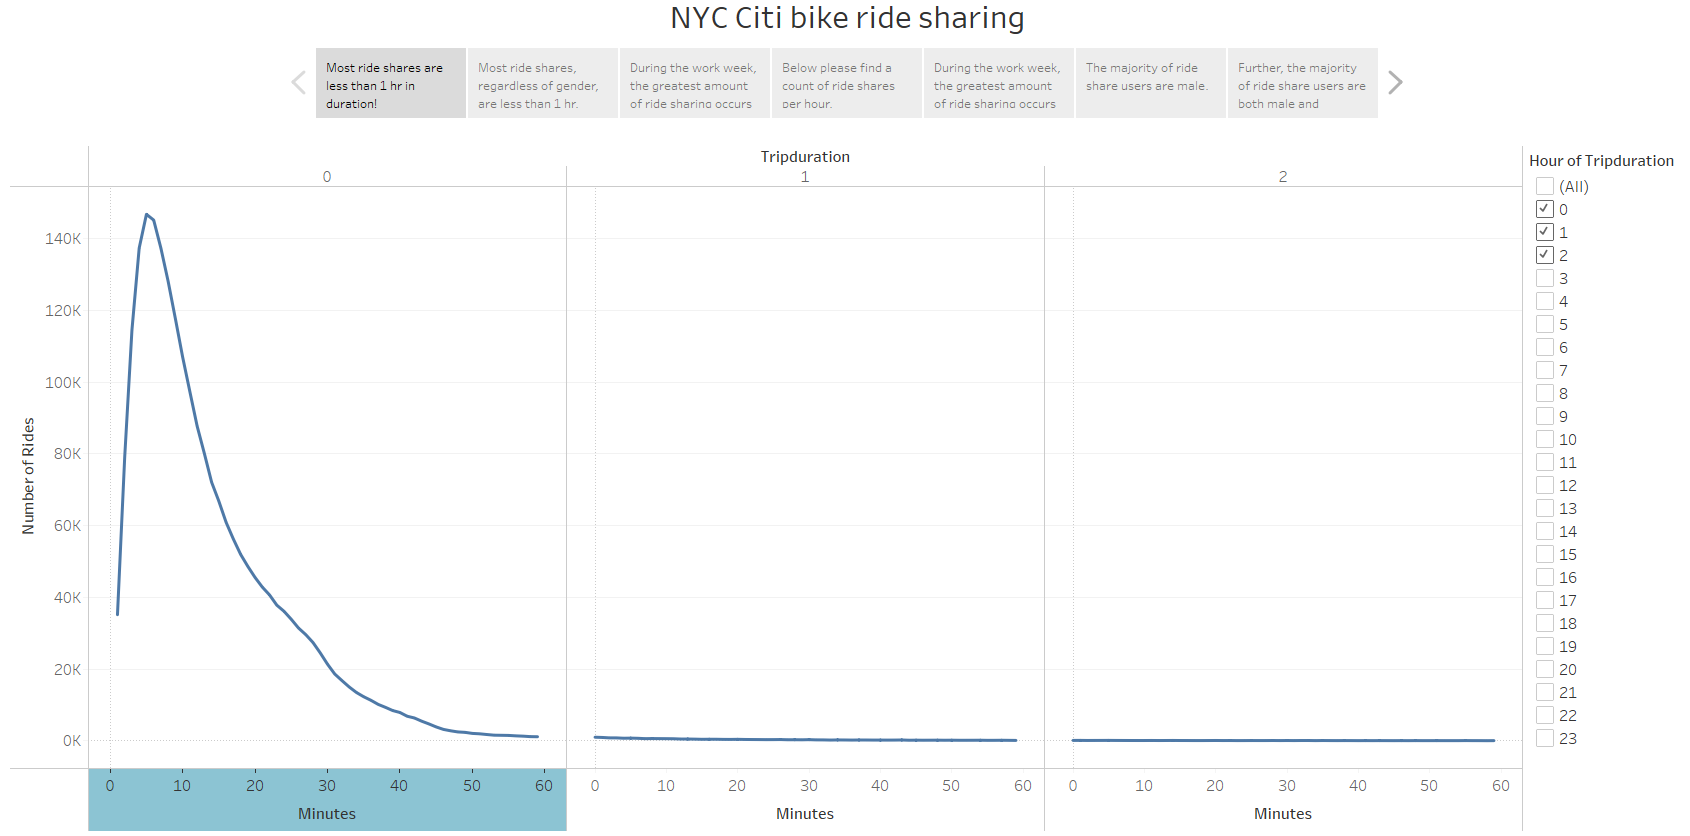 NYC Citi bike ride sharing
Most ride shares are
less than 1 hr in
duration!
Most ride shares,
regardless of gender,
are less than 1 hr.
During the work week,
the greatest amount
of ride sharing occurs
Below please find a
count of ride shares
per hour.
During the work week,
the greatest amount
of ride sharing occurs
The majority of ride
share users are male.
Further, the majority
of ride share users are
both male and
Tripduration
0
1
2
140K
120K
100K
80K
60K
40K
20K
0K
Number of Rides
0 10 20 30 40 50 60
Minutes
0 10 20 30 40 50 60
Minutes
0 10 20 30 40 50 60
Minutes
Hour of Tripduration
(All)
0
1
2
3
4
5
6
7
8
9
10
11
12
13
14
15
16
17
18
19
20
21
22
23